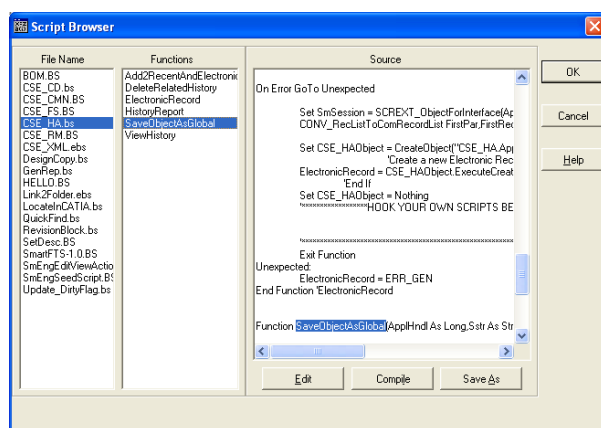 Script Browser
File Name
BOM.BS
CSE_CD.bs
CSE_CMN.BS
CSE_FS.BS
CSE_HA.bs
CSE_RM.BS
CSE_XML.ebs
DesignCopy.bs
GenRep.bs
HELLO.BS
Link2Folder.ebs
LocateInCATIA.bs
QuickFind.bs
RevisionBlock.bs
SetDesc.BS
SmartFTS-1.0.BS
SmEngEditViewActio
SmEngSeedScript.BS
Update_DirtyFlag.bs
Functions
Add2RecentAndElectronic
DeleteRelatedHistory
ElectronicRecord
HistoryReport
SaveObjectAsGlobal
ViewHistory
Source
On Error GoTo Unexpected
Set SmSession = SCREXT_ObjectForInterface(Ap
CONV_RecListToComRecordList FirstPar,FirstRec
Set CSE_HAObject = CreateObject("CSE_HA.App
'Create a new Electronic Rec
ElectronicRecord = CSE_HAObject.ExecuteCreat
'End If
Set CSE_HAObject = Nothing
'****************HOOK YOUR OWN SCRIPTS BE
Exit Function
Unexpected:
ElectronicRecord = ERR_GEN
End Function 'ElectronicRecord
Function SaveObjectAsGlobal(ApplHndl As Long,Sstr As Str
Edit
Compile
Save As
OK
Cancel
Help